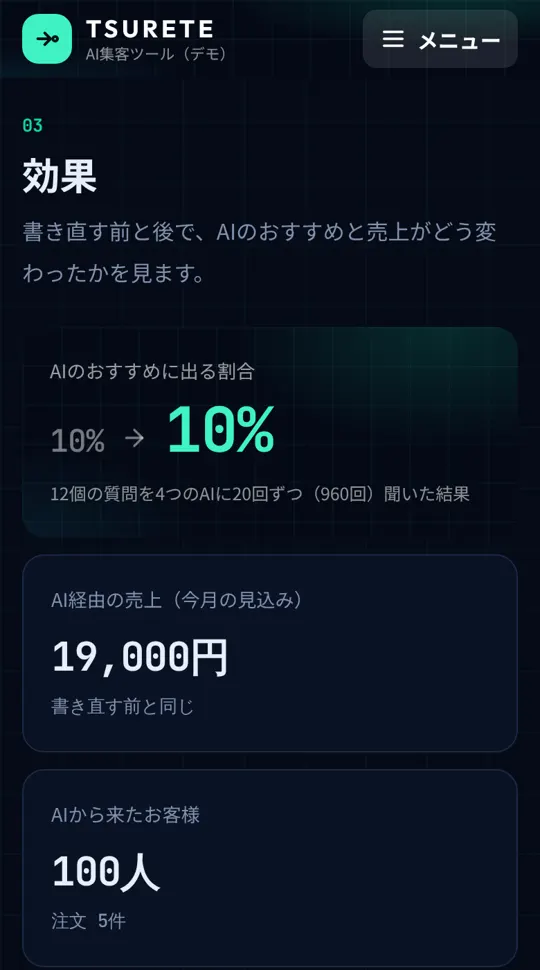 TSURETE
AI集客ツール（デモ）
メニュー
03
効果
書き直す前と後で、AIのおすすめと売上がどう変
わったかを見ます。
AIのおすすめに出る割合
10% → 10%
12個の質問を4つのAIに20回ずつ（960回）聞いた結果
AI経由の売上（今月の見込み）
19,000円
書き直す前と同じ
AIから来たお客様
100人
注文 5件